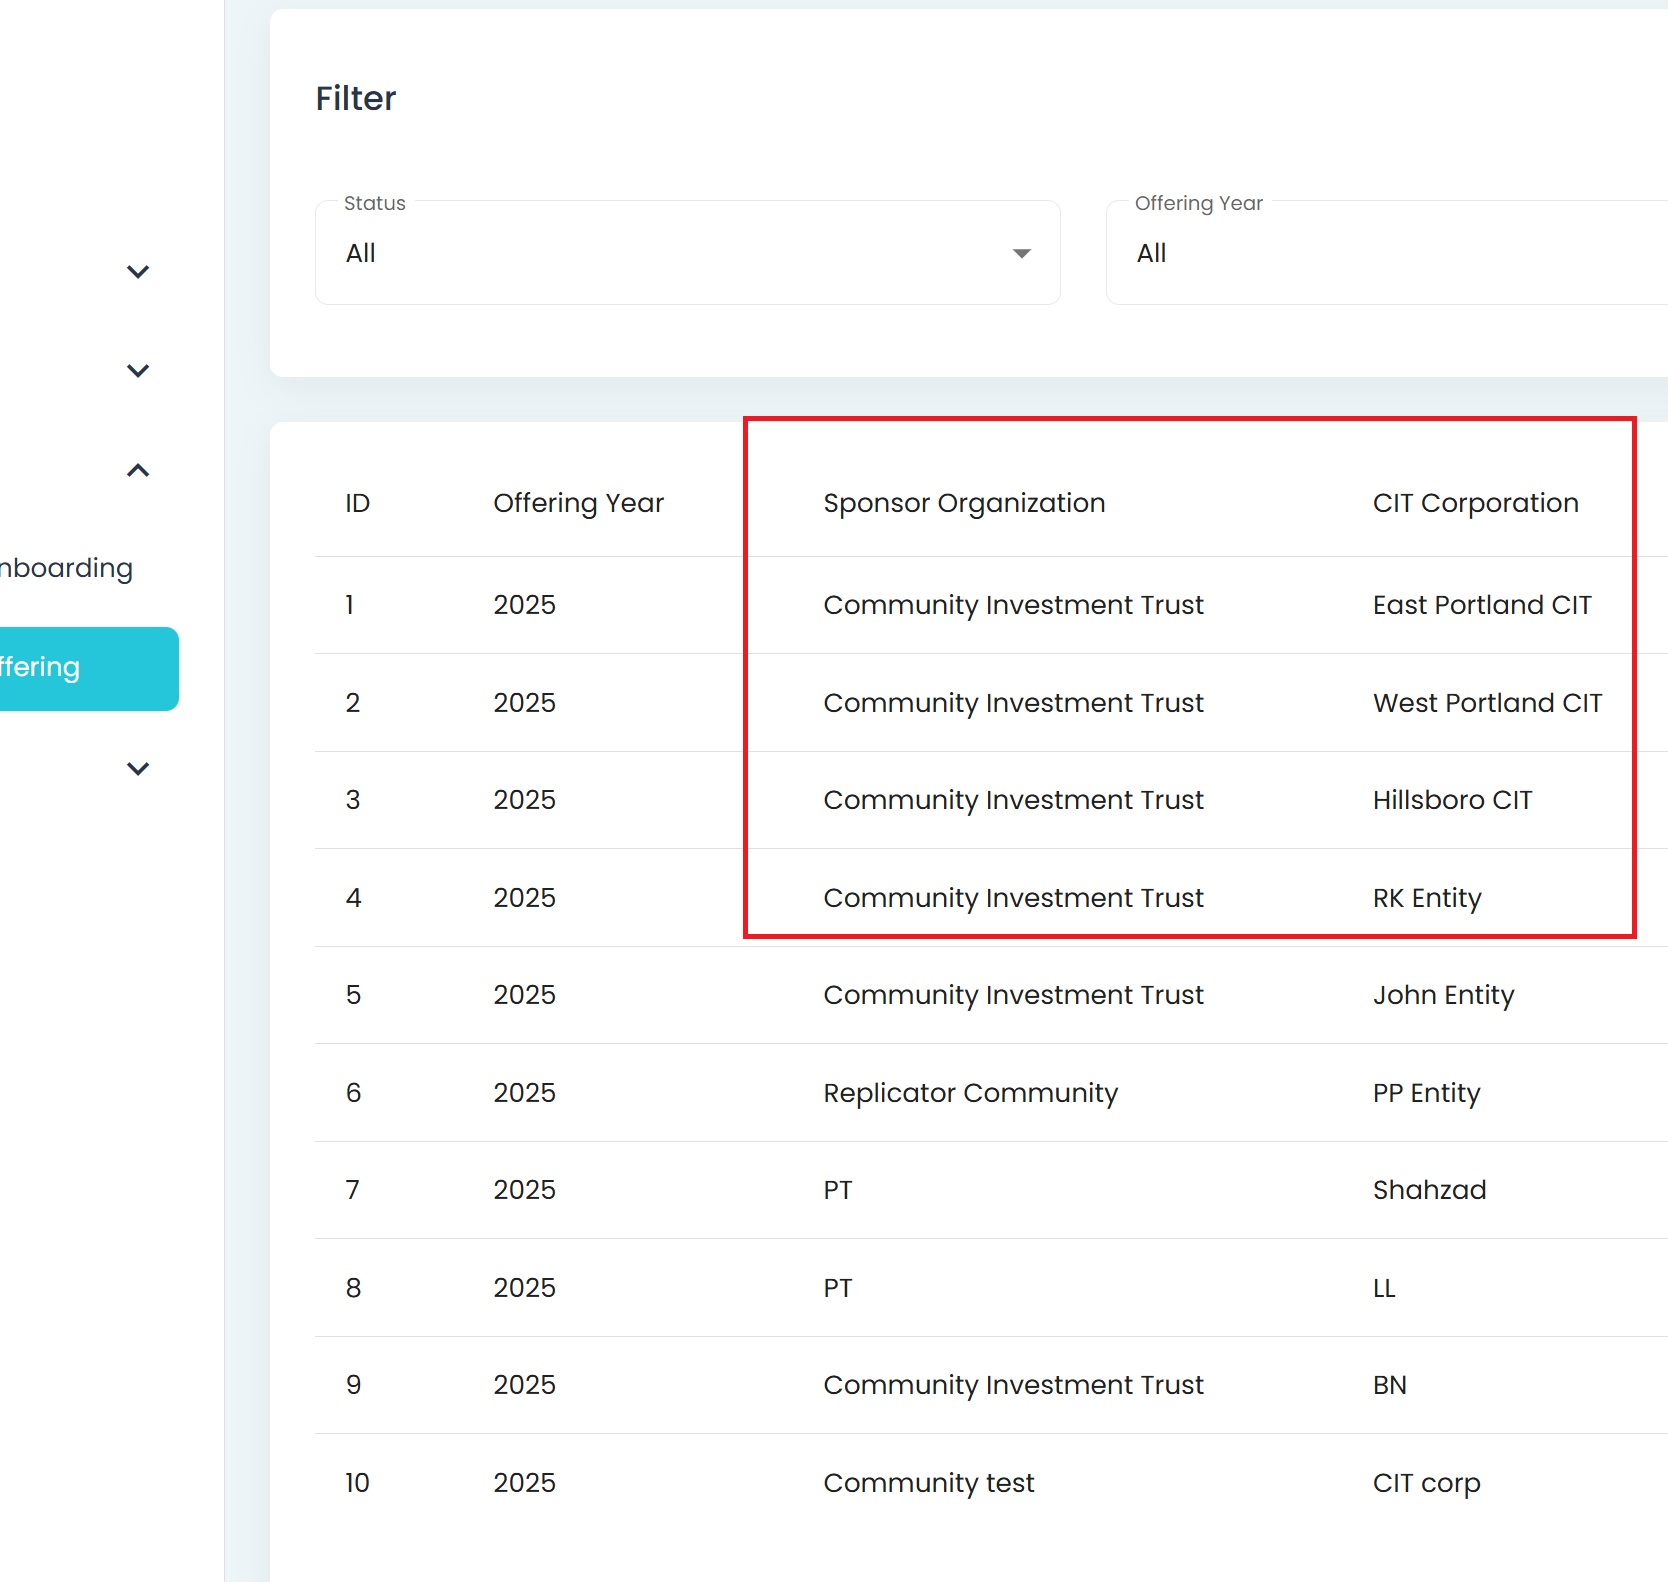 Filter
Status
All
Offering Year
All
nboarding
ffering
ID Offering Year Sponsor Organization CIT Corporation
1 2025 Community Investment Trust East Portland CIT
2 2025 Community Investment Trust West Portland CIT
3 2025 Community Investment Trust Hillsboro CIT
4 2025 Community Investment Trust RK Entity
5 2025 Community Investment Trust John Entity
6 2025 Replicator Community PP Entity
7 2025 PT Shahzad
8 2025 PT LL
9 2025 Community Investment Trust BN
10 2025 Community test CIT corp